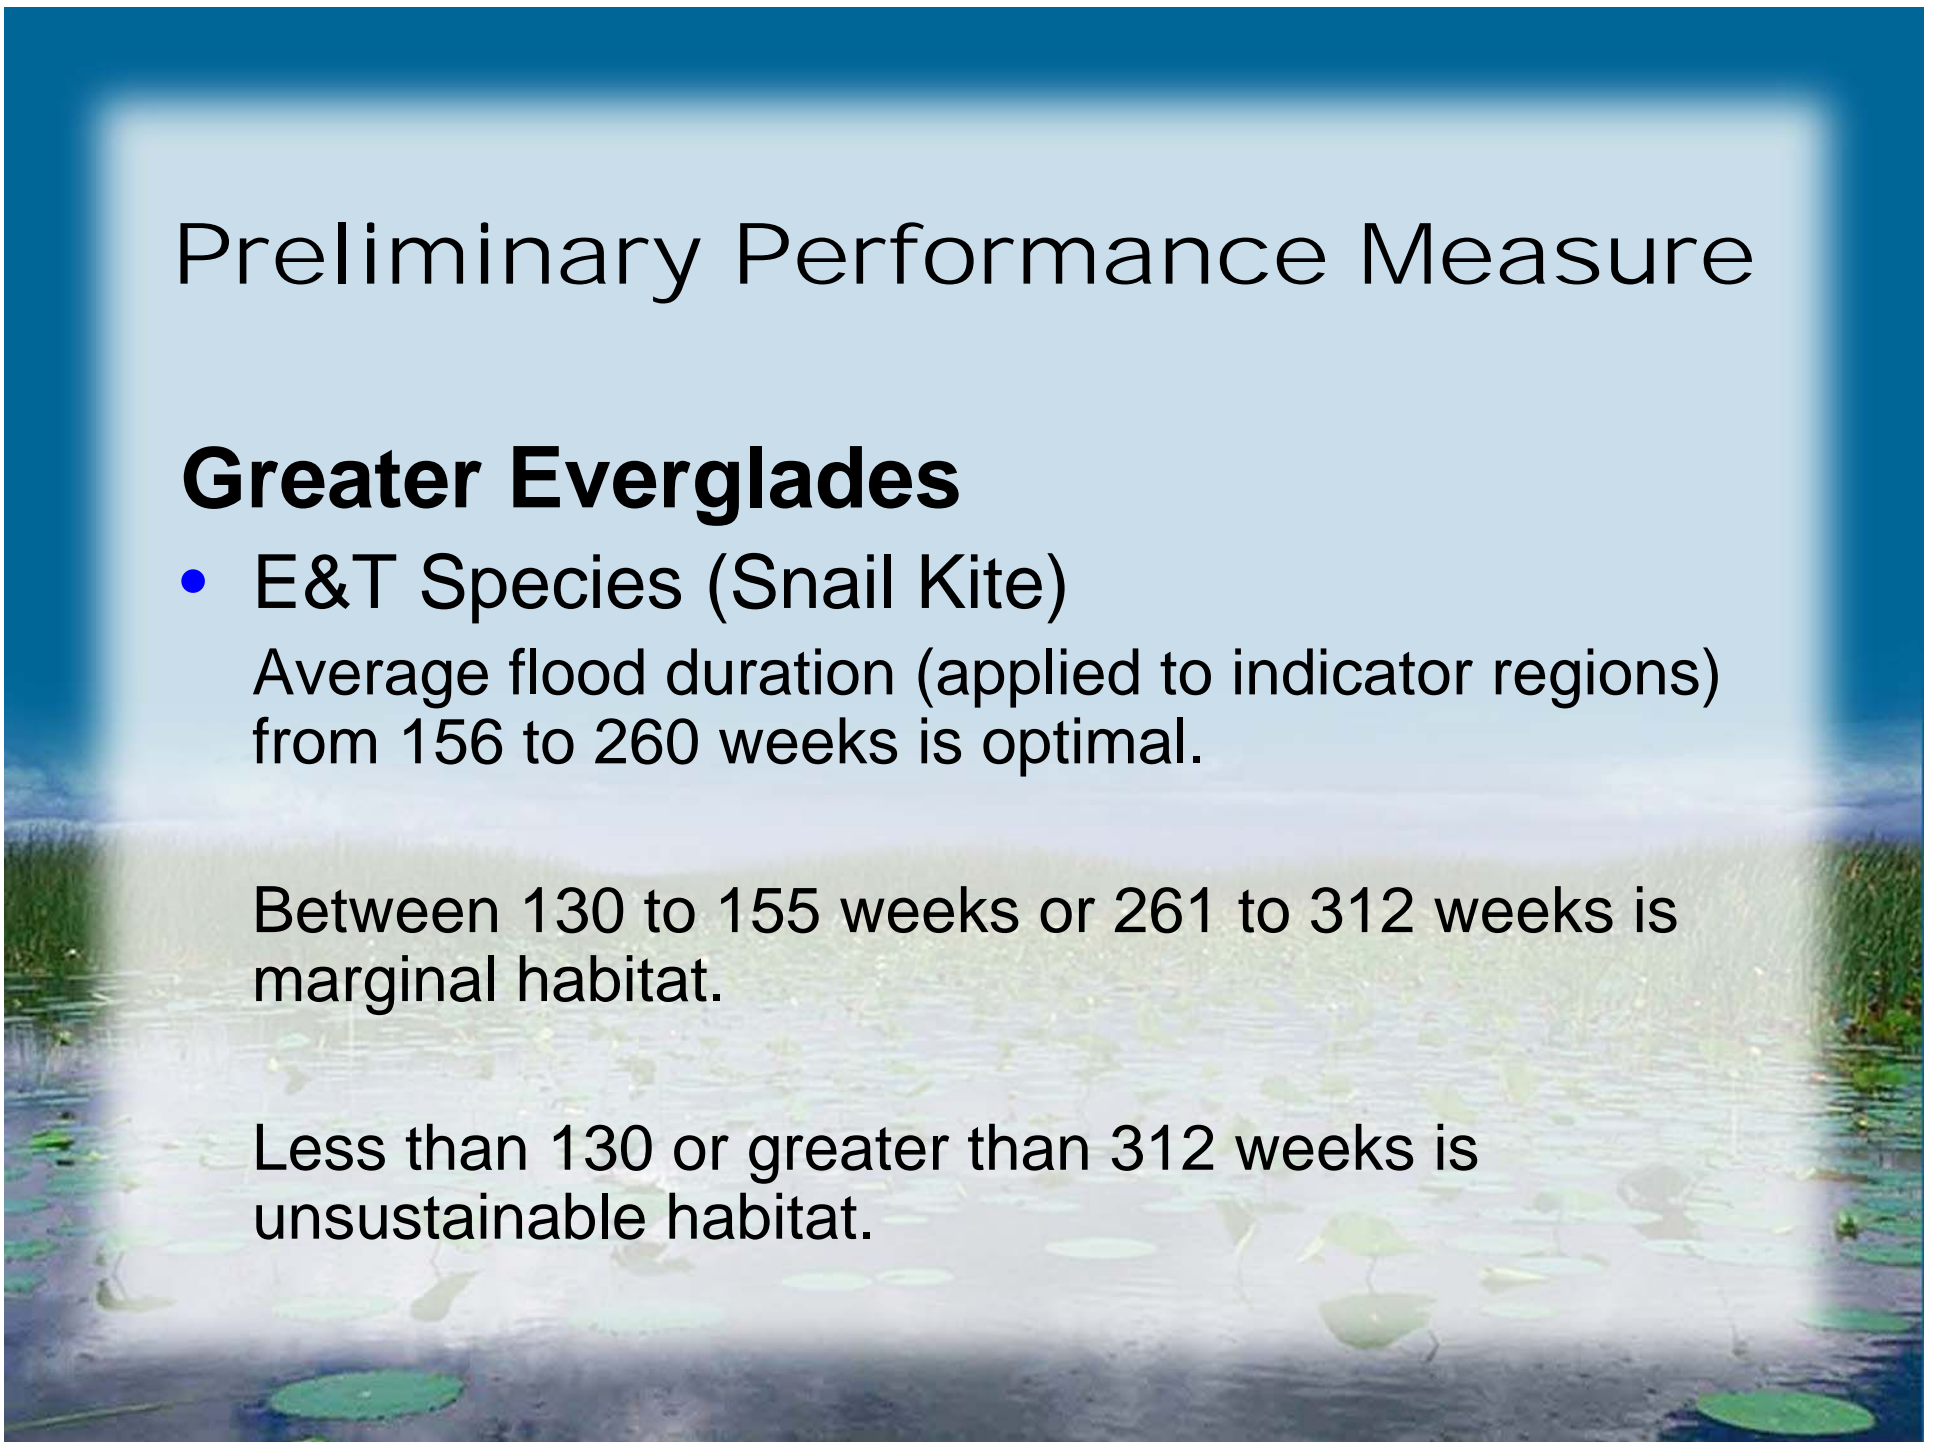 Preliminary Performance Measure
Greater Everglades
• E&T Species (Snail Kite)
Average flood duration (applied to indicator regions)
from 156 to 260 weeks is optimal.
Between 130 to 155 weeks or 261 to 312 weeks is
marginal habitat.
Less than 130 or greater than 312 weeks is
unsustainable habitat.